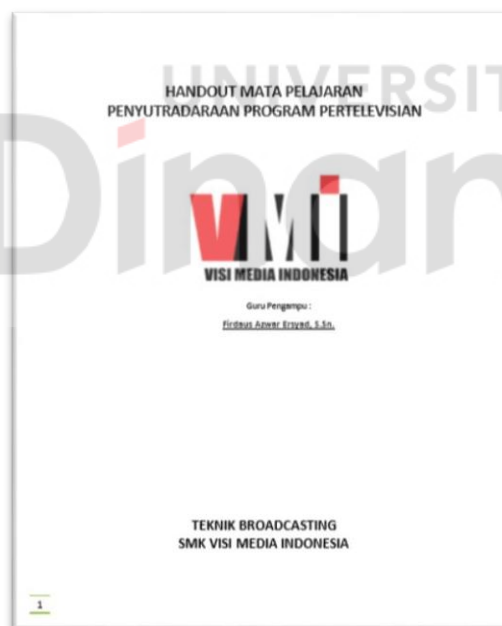 UNIVERSIT
HANDOUT MATA PELAJARAN
PENYUTRADARAAN PROGRAM PERTELEVISIAN
Dinar
VMI
VISI MEDIA INDONESIA
Guru Pengampu :
Firdaus Azwar Ersyad, S.Sn.
TEKNIK BROADCASTING
SMK VISI MEDIA INDONESIA
1